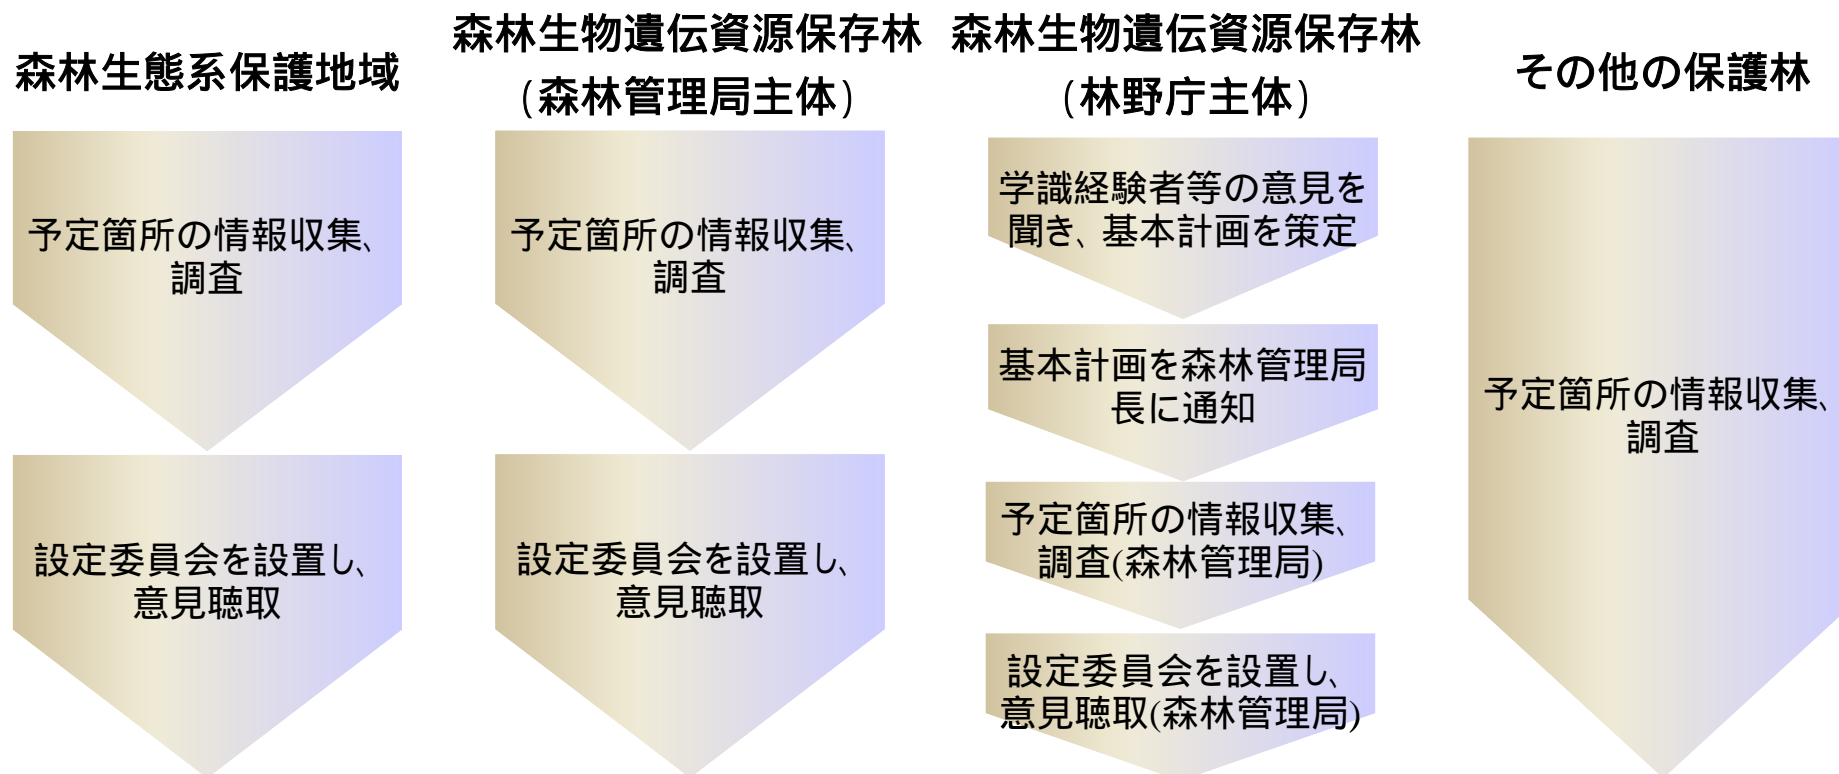 森林生態系保護地域
予定箇所の情報収集、
調査
設定委員会を設置し、
意見聴取
森林生物遺伝資源保存林
(森林管理局主体)
予定箇所の情報収集、
調査
設定委員会を設置し、
意見聴取
森林生物遺伝資源保存林
(林野庁主体)
学識経験者等の意見を
聞き、基本計画を策定
基本計画を森林管理局
長に通知
予定箇所の情報収集、
調査(森林管理局)
設定委員会を設置し、
意見聴取(森林管理局)
その他の保護林
予定箇所の情報収集、
調査